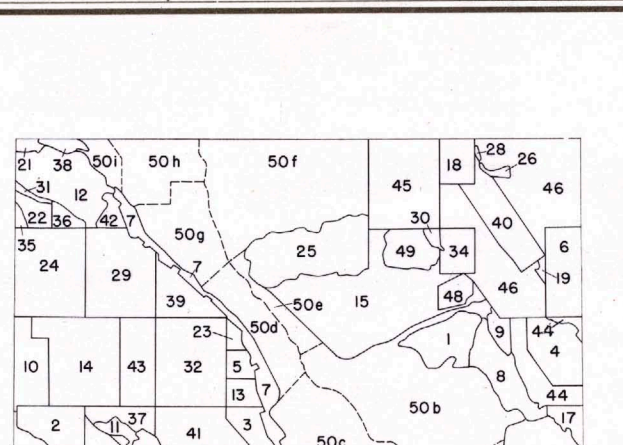 21 38 50i 50h 50f 18 28 26
31 12 45 46
22 36 42 7 30 40
35 50g 25 49 34 6
24 29 7 19
39 50e 15 48 46
23 50d 1 9 44
10 14 43 32 5 4
13 7 8
50b 44
2 11 37 41 3 50c 17